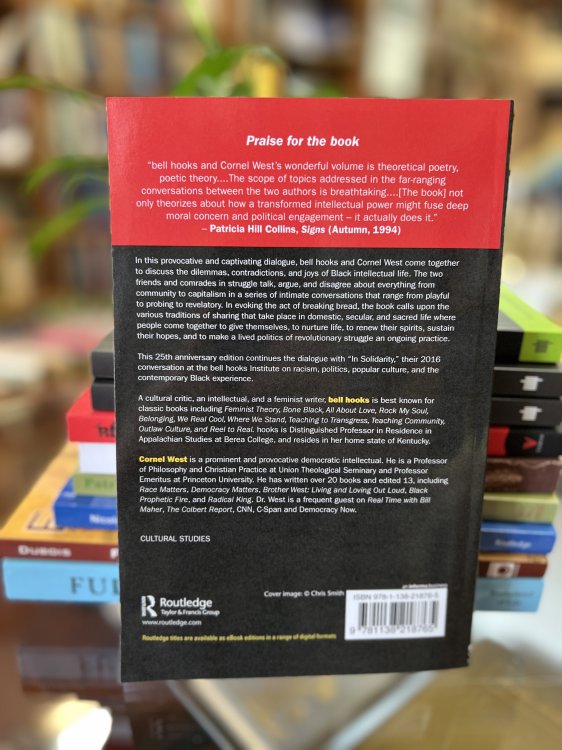 Praise for the book
"bell hooks and Cornel West's wonderful volume is theoretical poetry,
poetic theory....The scope of topics addressed in the far-ranging
conversations between the two authors is breathtaking....[The book] not
only theorizes about how a transformed intellectual power might fuse deep
moral concern and political engagement – it actually does it."
– Patricia Hill Collins, Signs (Autumn, 1994)
In this provocative and captivating dialogue, bell hooks and Cornel West come together
to discuss the dilemmas, contradictions, and joys of Black intellectual life. The two
friends and comrades in struggle talk, argue, and disagree about everything from
community to capitalism in a series of intimate conversations that range from playful
to probing to revelatory. In evoking the act of breaking bread, the book calls upon the
various traditions of sharing that take place in domestic, secular, and sacred life where
people come together to give themselves, to nurture life, to renew their spirits, sustain
their hopes, and to make a lived politics of revolutionary struggle an ongoing practice.
This 25th anniversary edition continues the dialogue with "In Solidarity," their 2016
conversation at the bell hooks Institute on racism, politics, popular culture, and the
contemporary Black experience.
A cultural critic, an intellectual, and a feminist writer, bell hooks is best known for
classic books including Feminist Theory, Bone Black, All About Love, Rock My Soul,
Belonging, We Real Cool, Where We Stand, Teaching to Transgress, Teaching Community,
Outlaw Culture, and Reel to Real. hooks is Distinguished Professor in Residence in
Appalachian Studies at Berea College, and resides in her home state of Kentucky.
Cornel West is a prominent and provocative democratic intellectual. He is a Professor
of Philosophy and Christian Practice at Union Theological Seminary and Professor
Emeritus at Princeton University. He has written over 20 books and edited 13, including
Race Matters, Democracy Matters, Brother West: Living and Loving Out Loud, Black
Prophetic Fire, and Radical King. Dr. West is a frequent guest on Real Time with Bill
Maher, The Colbert Report, CNN, C-Span and Democracy Now.
CULTURAL STUDIES
Cover image: © Chris Smith
an informa business
ISBN 978-1-138-21876-5
9 781138 218765
Routledge
Taylor & Francis Group
www.routledge.com
Routledge titles are available as eBook editions in a range of digital formats
DUBOIS
FUL
Routledge